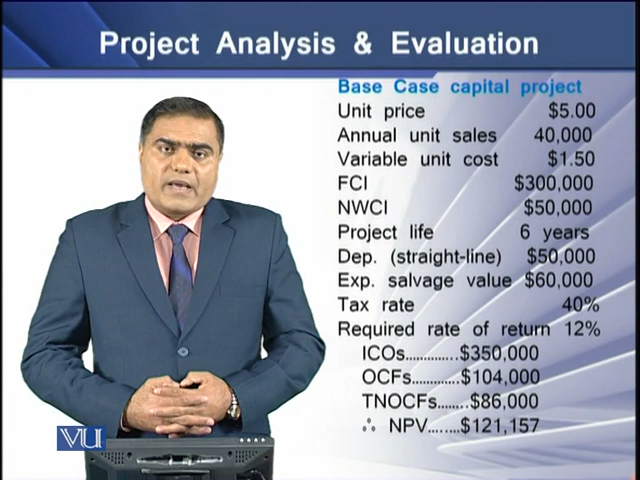 Project Analysis & Evaluation
Base Case capital project
Unit price $5.00
Annual unit sales 40,000
Variable unit cost $1.50
FCI $300,000
NWCI $50,000
Project life 6 years
Dep. (straight-line) $50,000
Exp. salvage value $60,000
Tax rate 40%
Required rate of return 12%
ICOs..............$350,000
OCFs.............$104,000
TNOCFs........$86,000
∴ NPV........$121,157
VU